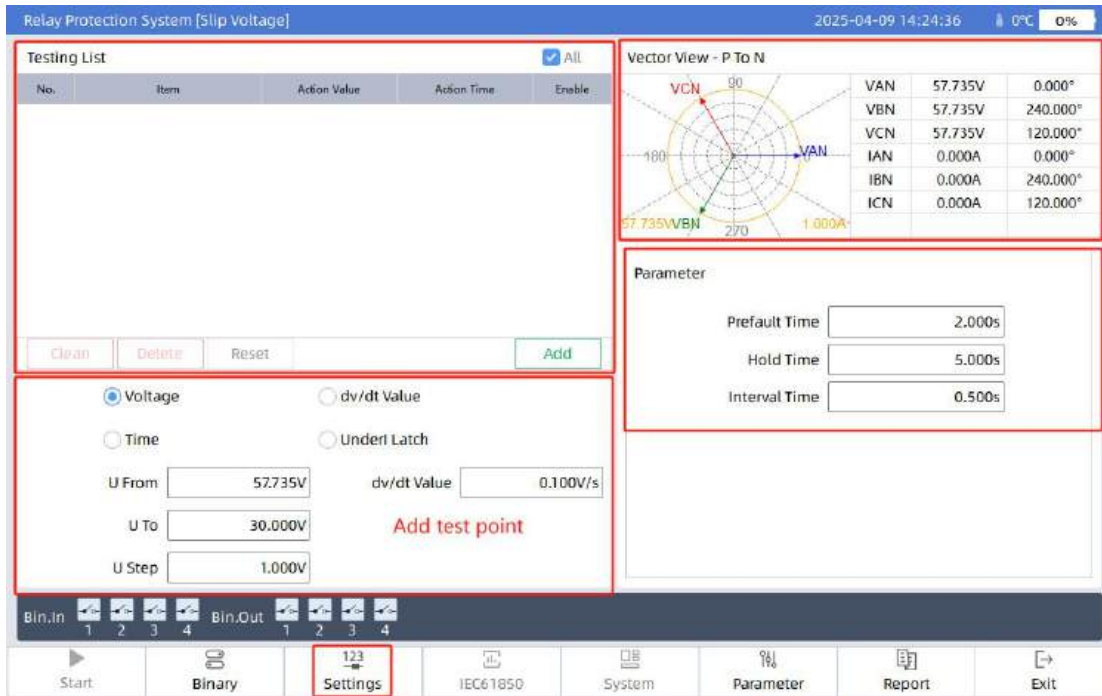 Relay Protection System [Slip Voltage]
2025-04-09 14:24:36
0°C
0%
Testing List
All
No. Item Action Value Action Time Enable
Clean Delete Reset Add
Vector View - P To N
90
VCN
180
VAN
0
57.735V
VBN
270
1.000A
VAN 57.735V 0.000°
VBN 57.735V 240.000°
VCN 57.735V 120.000°
IAN 0.000A 0.000°
IBN 0.000A 240.000°
ICN 0.000A 120.000°
Parameter
Prefault Time 2.000s
Hold Time 5.000s
Interval Time 0.500s
Voltage dv/dt Value
Time UnderI Latch
U From 57.735V dv/dt Value 0.100V/s
U To 30.000V Add test point
U Step 1.000V
Bin.In 1 2 3 4 Bin.Out 1 2 3 4
123
Start Binary Settings IEC61850 System Parameter Report Exit